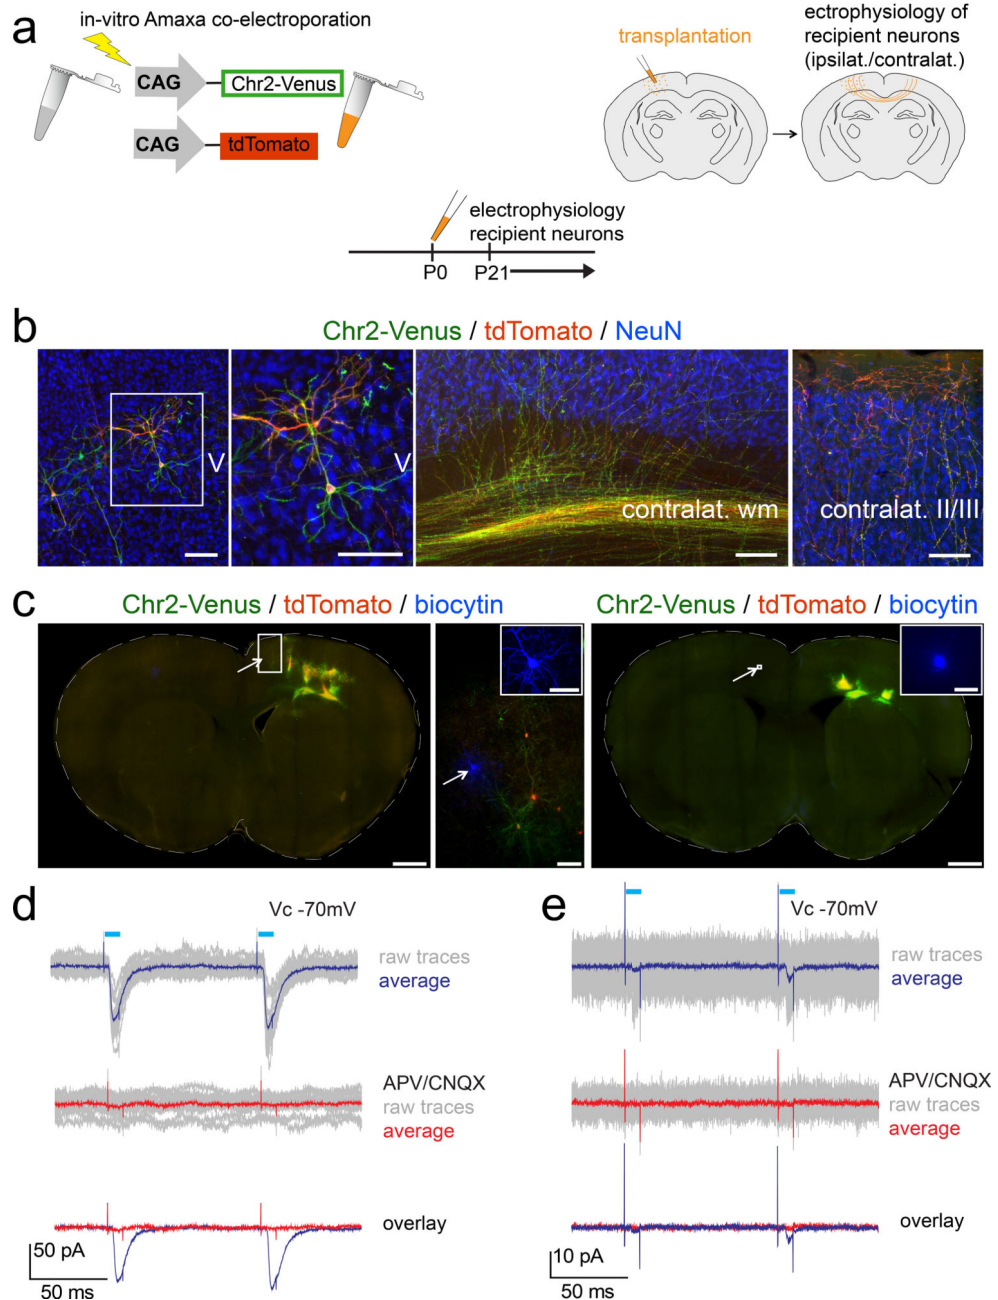 a
in-vitro Amaxa co-electroporation
CAG
Chr2-Venus
CAG
tdTomato
transplantation
ectrophysiology of
recipient neurons
(ipsilat./contralat.)
electrophysiology
recipient neurons
P0
P21
b
Chr2-Venus / tdTomato / NeuN
V
V
contralat. wm
contralat. II/III
c
Chr2-Venus / tdTomato / biocytin
Chr2-Venus / tdTomato / biocytin
d
Vc -70mV
raw traces
average
APV/CNQX
raw traces
average
overlay
50 pA
50 ms
e
Vc -70mV
raw traces
average
APV/CNQX
raw traces
average
overlay
10 pA
50 ms